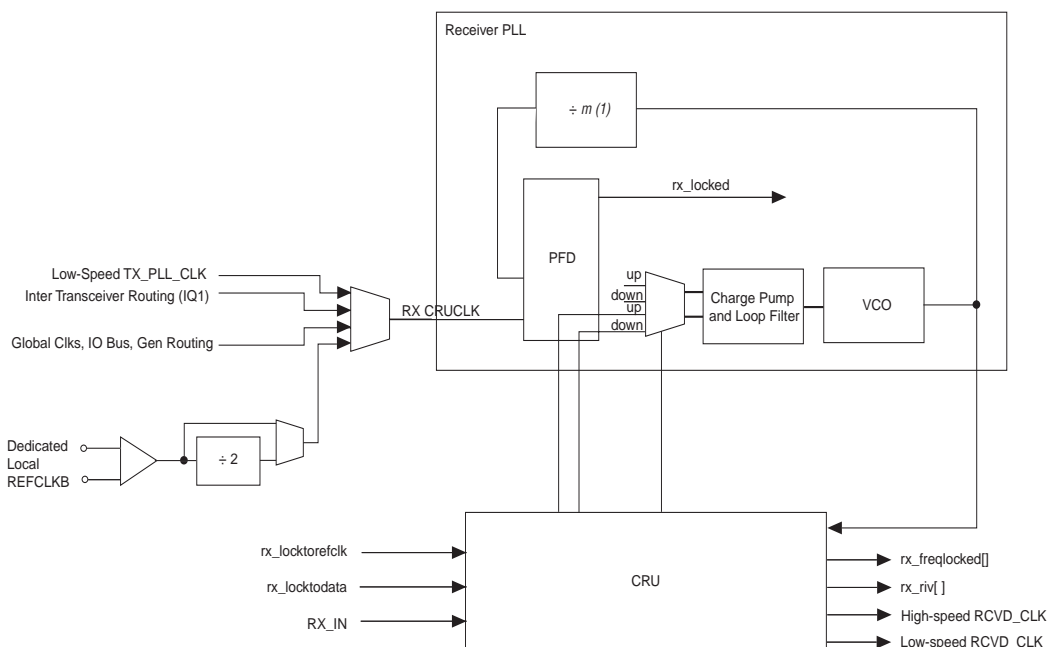 Receiver PLL
÷ m (1)
rx_locked
PFD
Low-Speed TX_PLL_CLK
Inter Transceiver Routing (IQ1)
Global Clks, IO Bus, Gen Routing
RX CRUCLK
up
down
up
down
Charge Pump
and Loop Filter
VCO
Dedicated
Local
REFCLKB
÷ 2
rx_locktorefclk
rx_locktodata
RX_IN
CRU
rx_freqlocked[]
rx_rlv[ ]
High-speed RCVD_CLK
Low-speed RCVD_CLK